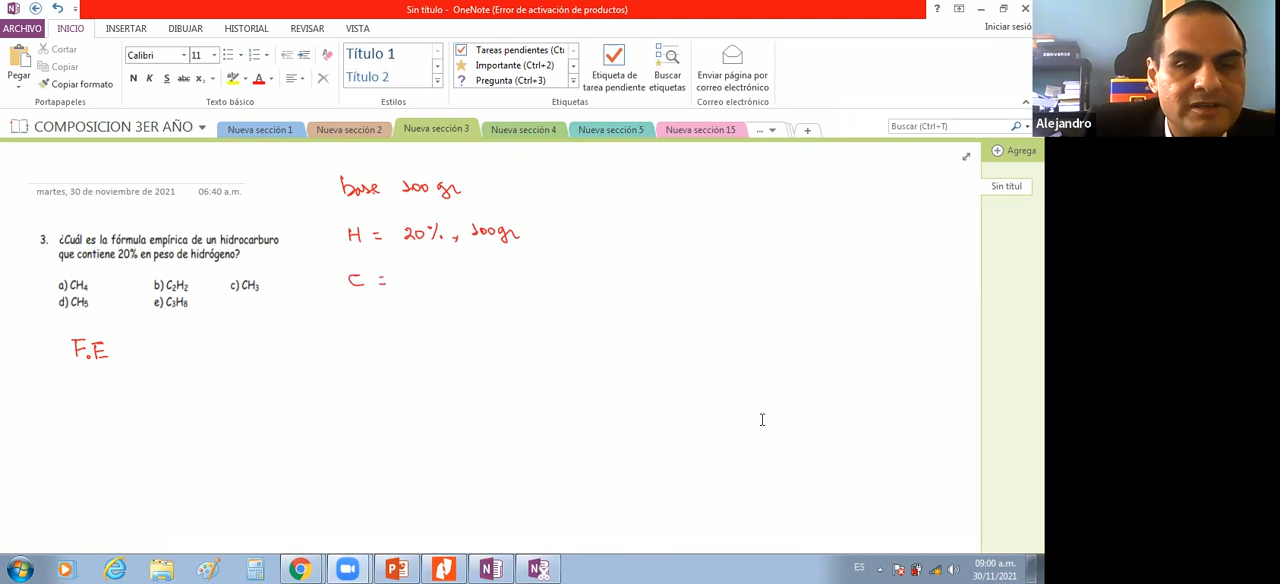 Sin título - OneNote (Error de activación de productos)
ARCHIVO INICIO INSERTAR DIBUJAR HISTORIAL REVISAR VISTA
Iniciar sesió
Pegar
Cortar
Copiar
Copiar formato
Portapapeles
Calibri 11
N K S abc x
Texto básico
Título 1
Título 2
Estilos
Tareas pendientes (Ct
Importante (Ctrl+2)
Pregunta (Ctrl+3)
Etiqueta de tarea pendiente
Buscar etiquetas
Etiquetas
Enviar página por correo electrónico
Correo electrónico
CONVERSE
Alejandro
COMPOSICION 3ER AÑO
Nueva sección 1 Nueva sección 2 Nueva sección 3 Nueva sección 4 Nueva sección 5 Nueva sección 15 ...
Buscar (Ctrl+T)
Agrega
Sin títul
martes, 30 de noviembre de 2021 06:40 a.m.
base 100 gr
3. ¿Cuál es la fórmula empírica de un hidrocarburo
que contiene 20% en peso de hidrógeno?
a) CH₄ b) C₂H₂ c) CH₃
d) CH₅ e) C₃H₈
H = 20%, 100gr
C =
F.E
ES 09:00 a.m.
30/11/2021